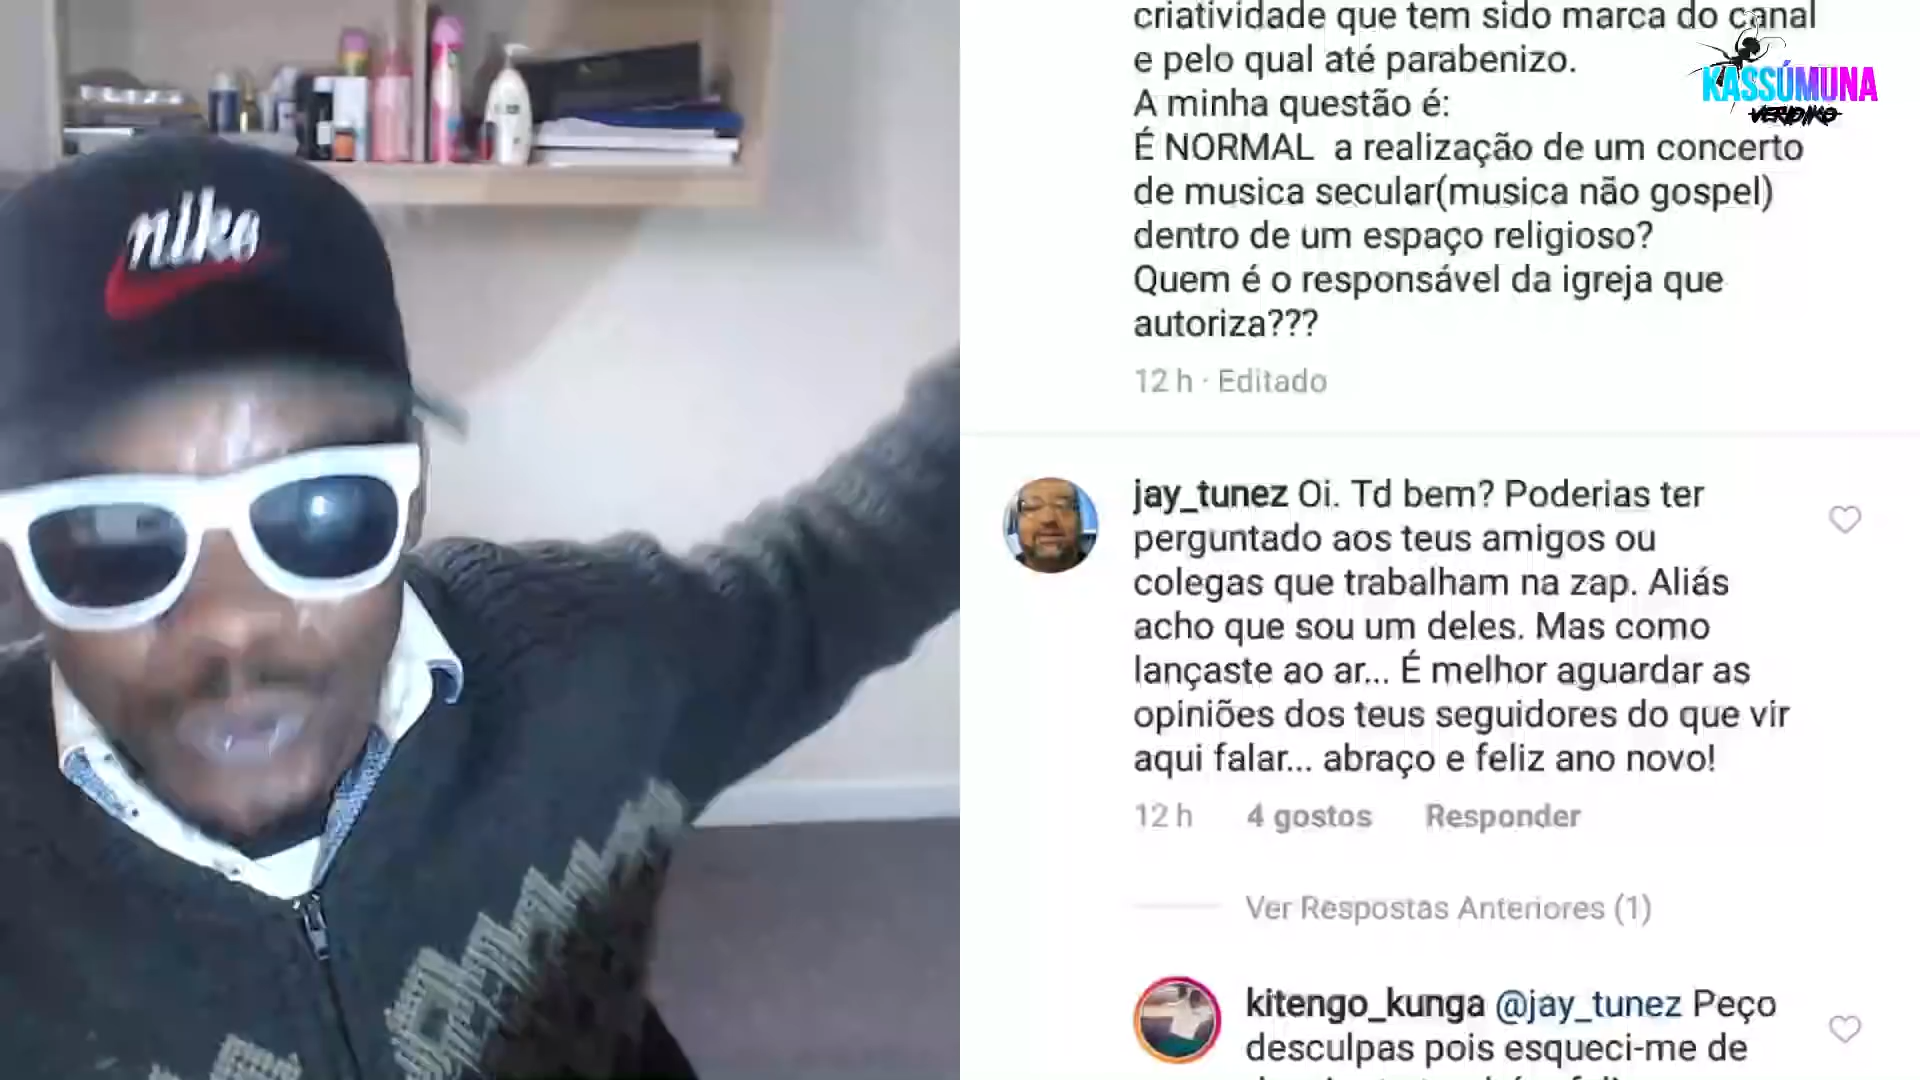 nike
criatividade que tem sido marca do canal
e pelo qual até parabenizo.
A minha questão é:
É NORMAL a realização de um concerto
de musica secular(musica não gospel)
dentro de um espaço religioso?
Quem é o responsável da igreja que
autoriza???
12 h · Editado
KASSÚMUNA
VERIDIKO
jay_tunez Oi. Td bem? Poderias ter
perguntado aos teus amigos ou
colegas que trabalham na zap. Aliás
acho que sou um deles. Mas como
lançaste ao ar... É melhor aguardar as
opiniões dos teus seguidores do que vir
aqui falar... abraço e feliz ano novo!
12 h 4 gostos Responder
Ver Respostas Anteriores (1)
kitengo_kunga @jay_tunez Peço
desculpas pois esqueci-me de